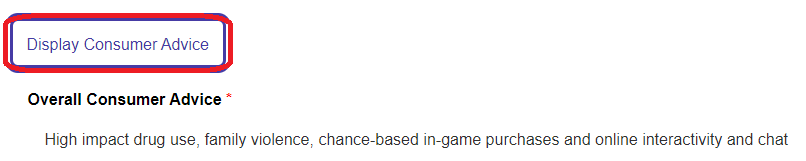 Display Consumer Advice
Overall Consumer Advice *
High impact drug use, family violence, chance-based in-game purchases and online interactivity and chat